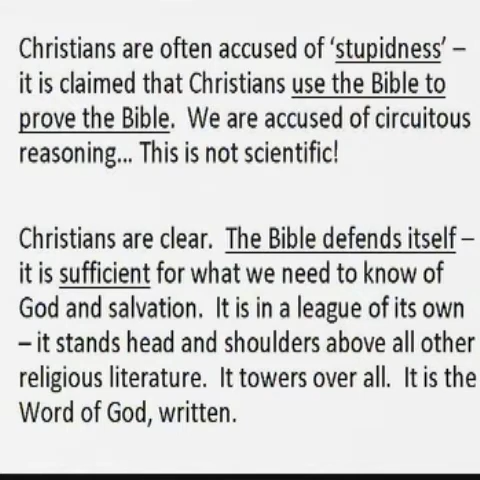 Christians are often accused of ‘stupidness’ –
it is claimed that Christians use the Bible to
prove the Bible.  We are accused of circuitous
reasoning... This is not scientific!
Christians are clear.  The Bible defends itself –
it is sufficient for what we need to know of
God and salvation.  It is in a league of its own
– it stands head and shoulders above all other
religious literature.  It towers over all.  It is the
Word of God, written.